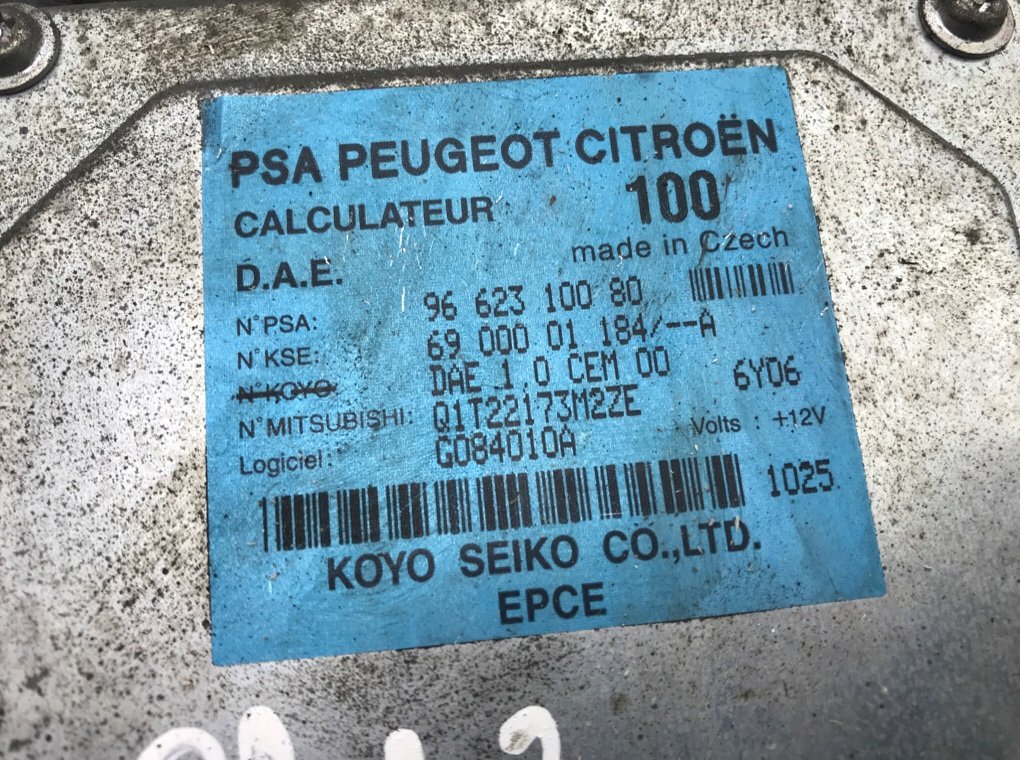 PSA PEUGEOT CITROËN
CALCULATEUR 100
D.A.E. made in Czech
N°PSA: 96 623 100 80
N°KSE: 69 000 01 184/--A
N°KOYO DAE 1.0 CEM 00 6Y06
N°MITSUBISHI: Q1T22173M2ZE
Logiciel: G084010A Volts : +12V
1025
KOYO SEIKO CO.,LTD.
EPCE